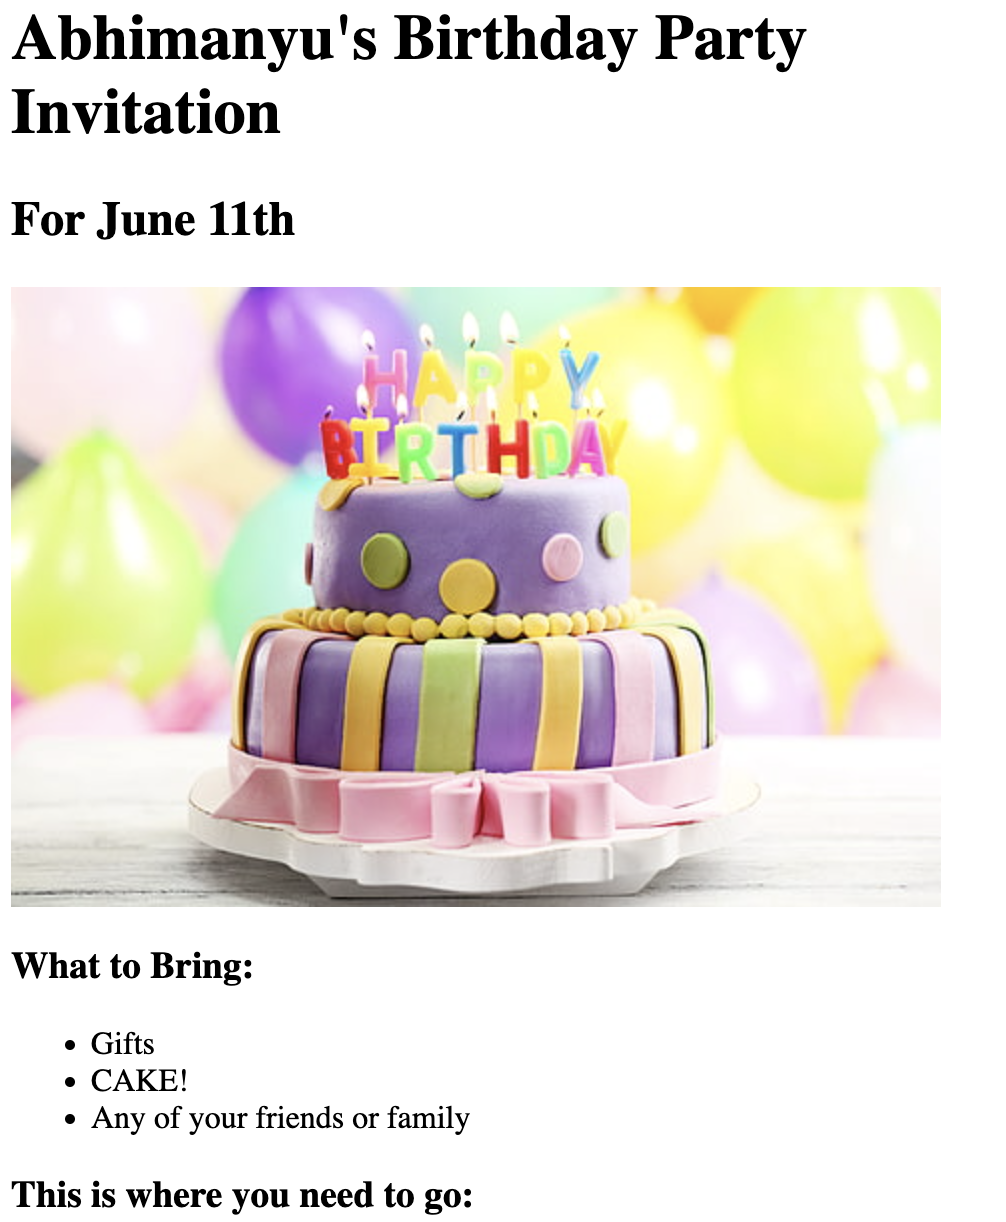 Abhimanyu's Birthday Party
Invitation
For June 11th
HAPPY
BIRTHDAY
What to Bring:
Gifts
CAKE!
Any of your friends or family
This is where you need to go: